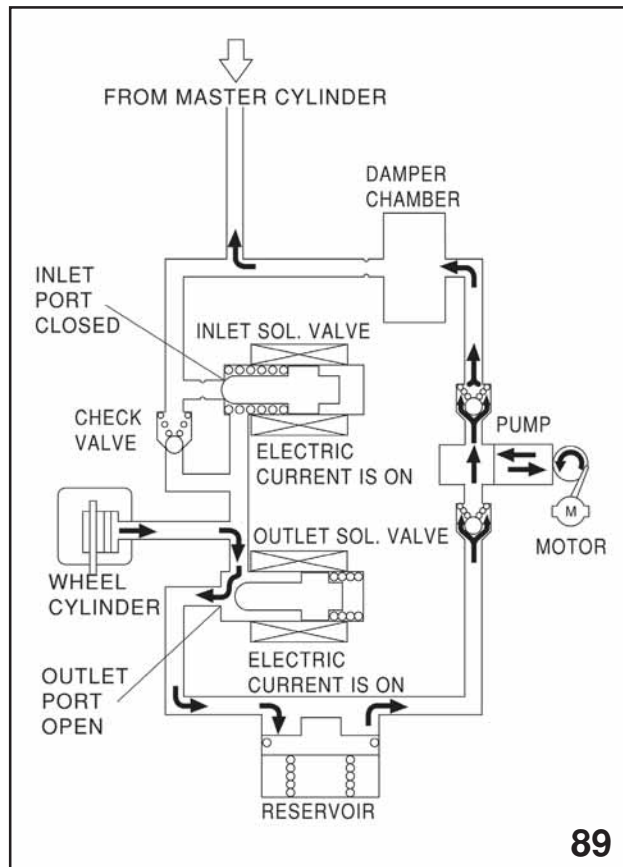 FROM MASTER CYLINDER
DAMPER
CHAMBER
INLET
PORT
CLOSED
INLET SOL. VALVE
CHECK
VALVE
ELECTRIC
CURRENT IS ON
PUMP
M
MOTOR
OUTLET SOL. VALVE
WHEEL
CYLINDER
ELECTRIC
CURRENT IS ON
OUTLET
PORT
OPEN
RESERVOIR
89